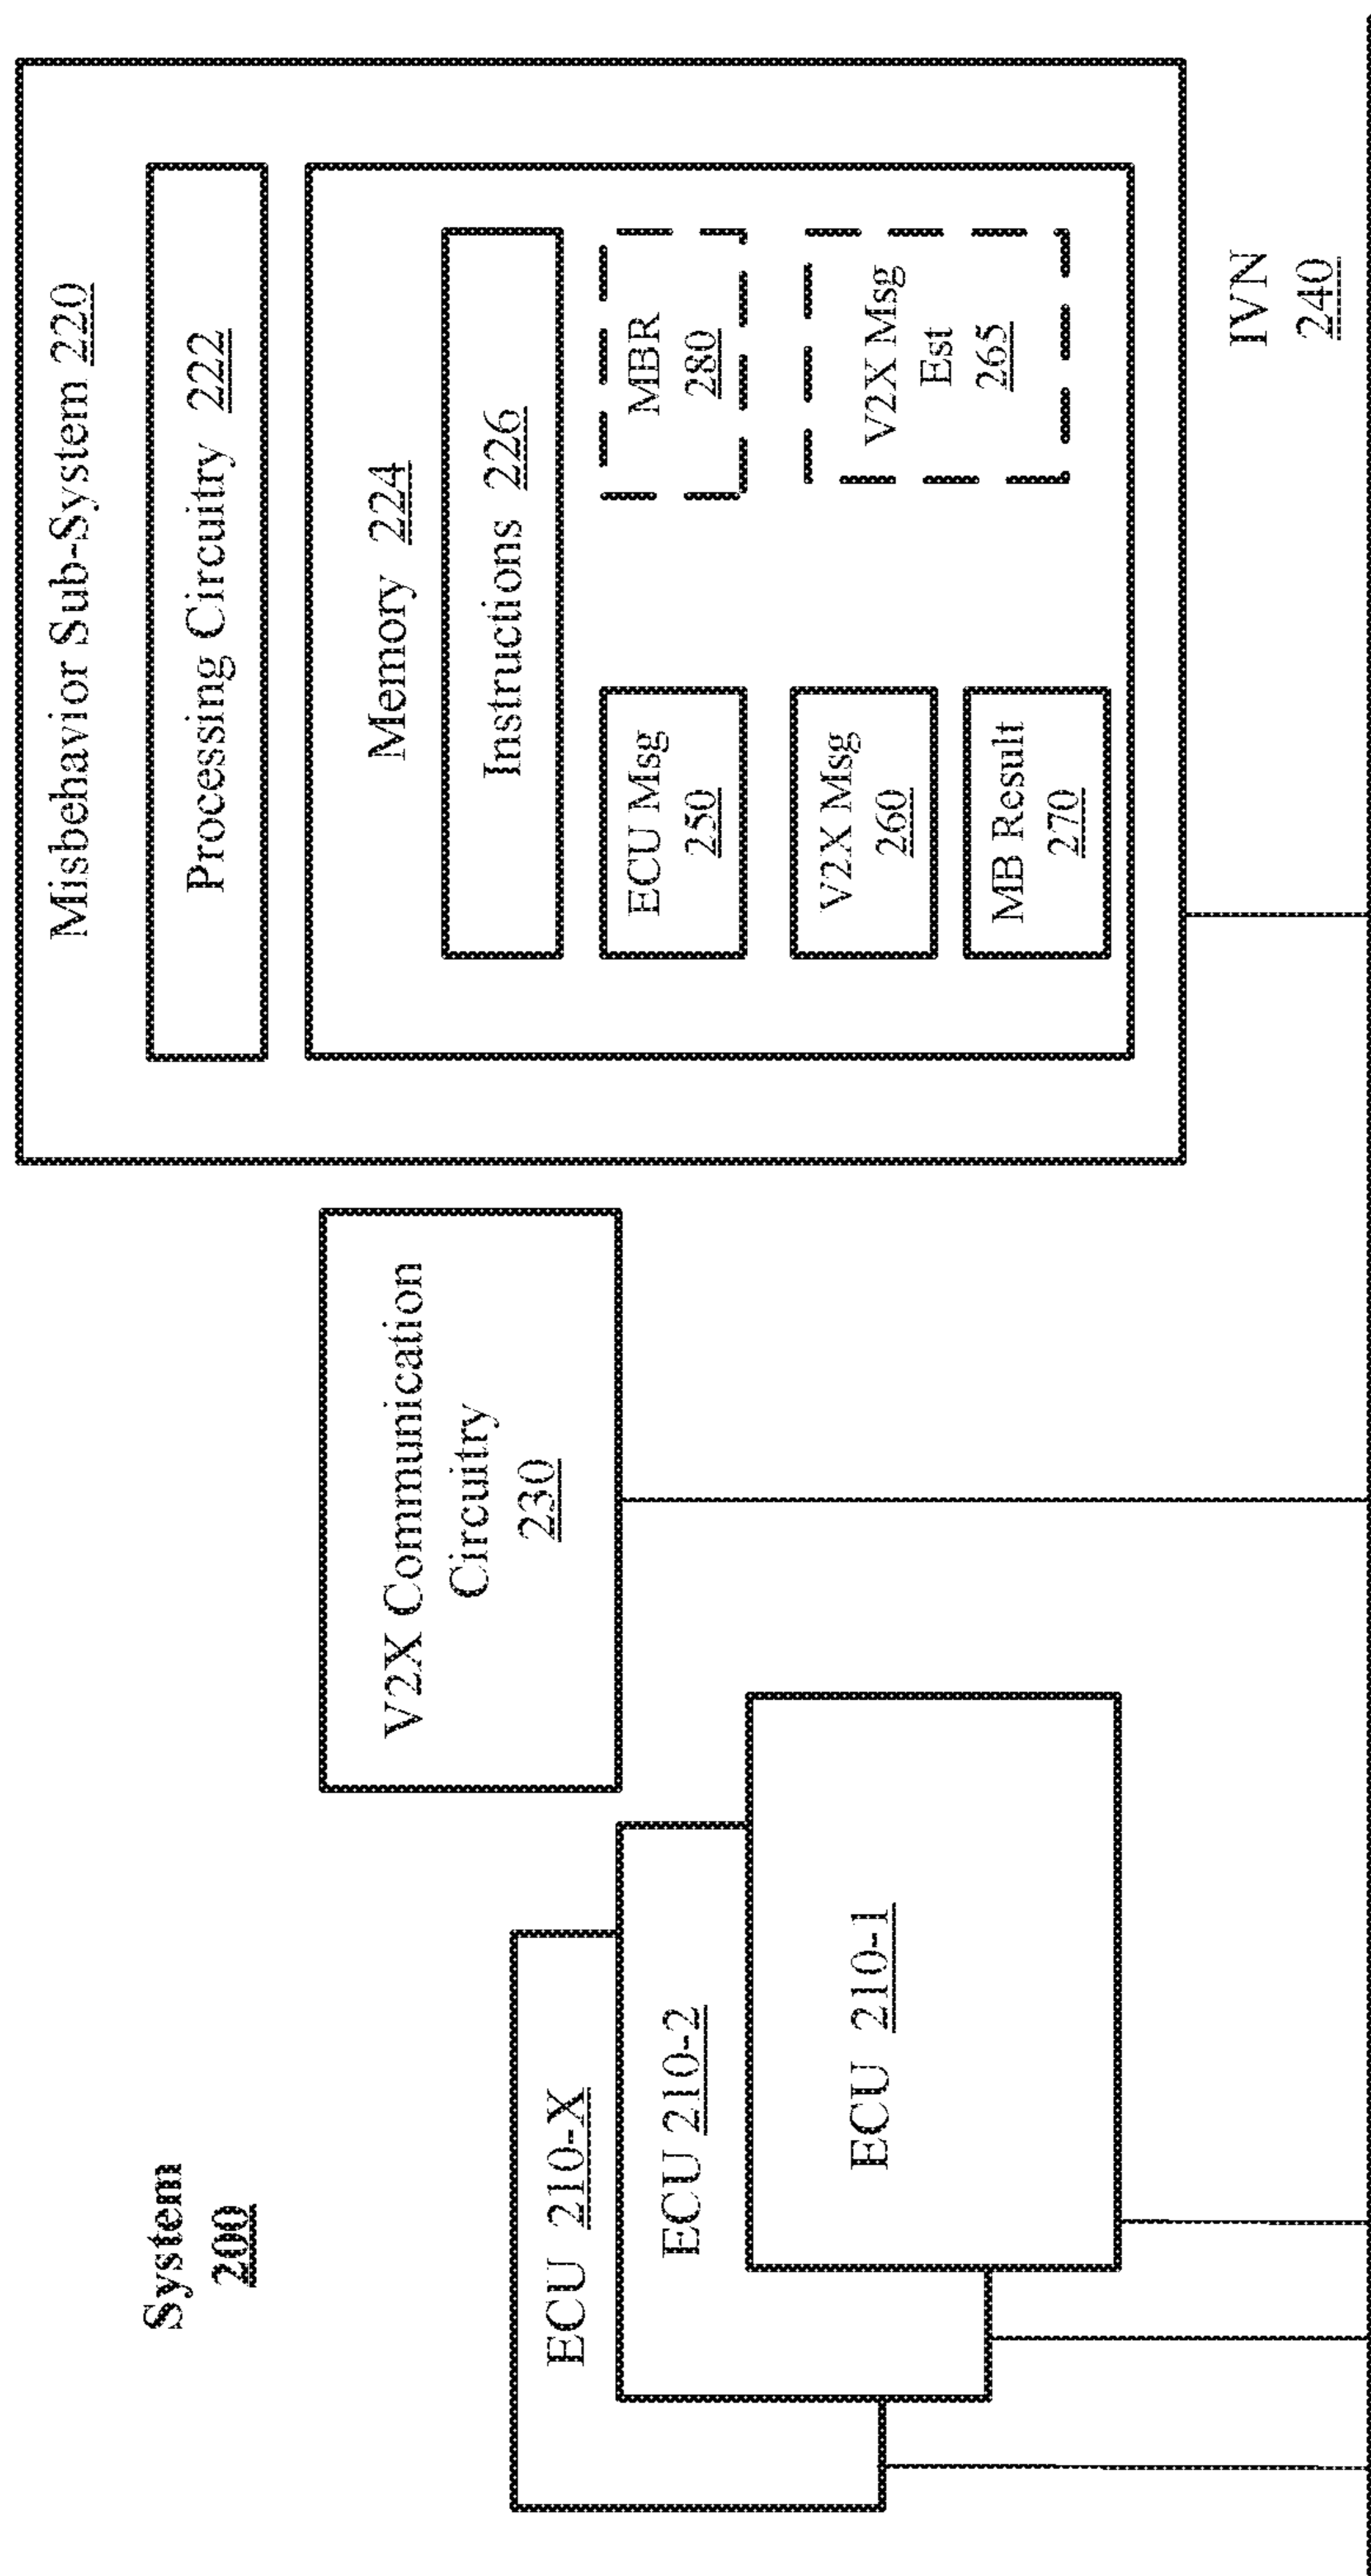 System
200
ECU 210-X
ECU 210-2
ECU 210-1
V2X Communication
Circuitry
230
Misbehavior Sub-System 220
Processing Circuitry 222
Memory 224
Instructions 226
ECU Msg
250
MBR
280
V2X Msg
260
V2X Msg
Est
265
MB Result
270
IVN
240